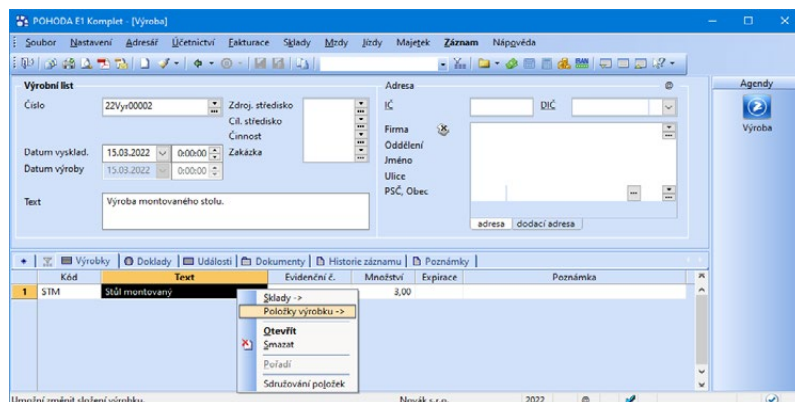 POHODA E1 Komplet - [Výroba]
Soubor Nastavení Adresář Účetnictví Fakturace Sklady Mzdy Jízdy Majetek Záznam Nápověda
Výrobní list
Adresa
Agendy
Číslo 22Vyr00002 Zdroj. středisko IČ DIČ
Cíl. středisko
Výroba
Činnost Firma
Datum vysklad. 15.03.2022 0:00:00 Zakázka Oddělení
Datum výroby 15.03.2022 0:00:00 Jméno
Ulice
PSČ, Obec
Text Výroba montovaného stolu.
adresa dodací adresa
Výrobky Doklady Události Dokumenty Historie záznamu Poznámky
Kód Text Evidenční č. Množství Expirace Poznámka
1 STM Stůl montovaný 3,00
Sklady ->
Položky výrobku ->
Otevřít
Smazat
Pořadí
Sdružování položek
Umožní změnit složení výrobku. Novák s.r.o. 2022 @